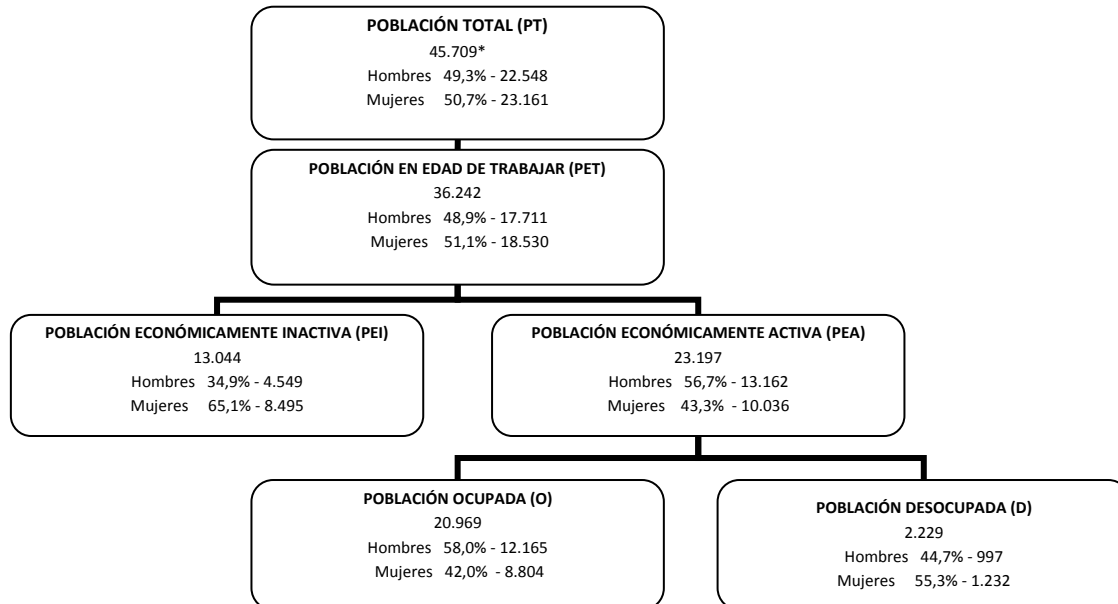 POBLACIÓN TOTAL (PT)
45.709*
Hombres 49,3% - 22.548
Mujeres 50,7% - 23.161
POBLACIÓN EN EDAD DE TRABAJAR (PET)
36.242
Hombres 48,9% - 17.711
Mujeres 51,1% - 18.530
POBLACIÓN ECONÓMICAMENTE INACTIVA (PEI)
13.044
Hombres 34,9% - 4.549
Mujeres 65,1% - 8.495
POBLACIÓN ECONÓMICAMENTE ACTIVA (PEA)
23.197
Hombres 56,7% - 13.162
Mujeres 43,3% - 10.036
POBLACIÓN OCUPADA (O)
20.969
Hombres 58,0% - 12.165
Mujeres 42,0% - 8.804
POBLACIÓN DESOCUPADA (D)
2.229
Hombres 44,7% - 997
Mujeres 55,3% - 1.232